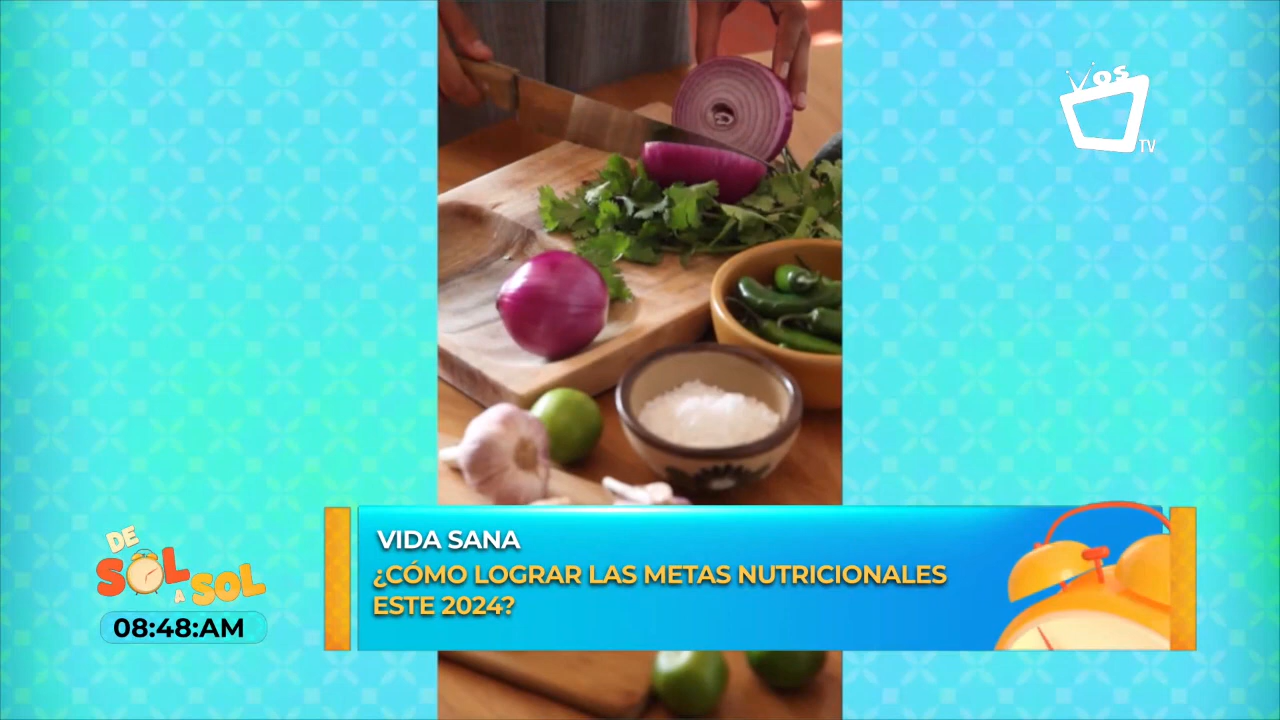 VOS
TV
VIDA SANA
¿CÓMO LOGRAR LAS METAS NUTRICIONALES
ESTE 2024?
DE
SOL
A SOL
08:48:AM